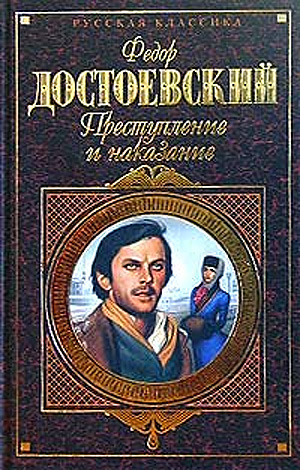 РУССКАЯ КЛАССИКА
Федор
ДОСТОЕВСКИЙ
Преступление
и наказание